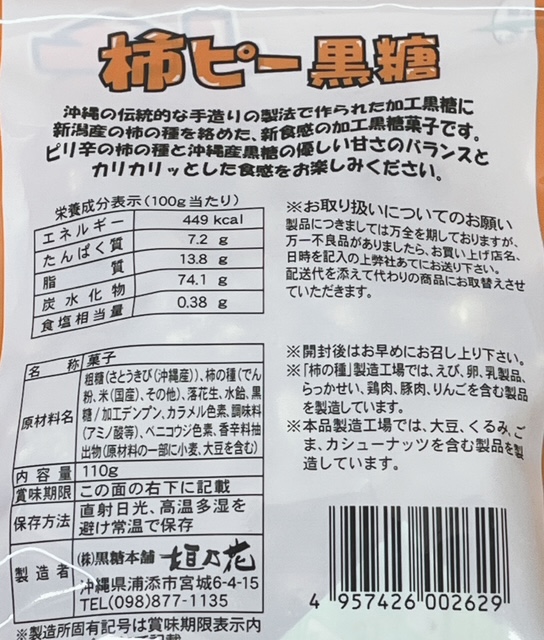 柿ピー黒糖
沖縄の伝統的な手造りの製法で作られた加工黒糖に
新潟産の柿の種を絡めた、新食感の加工黒糖菓子です。
ピリ辛の柿の種と沖縄産黒糖の優しい甘さのバランスと
カリカリッとした食感をお楽しみください。
栄養成分表示(100g当たり)
エネルギー 449 kcal
たんぱく質 7.2 g
脂質 13.8 g
炭水化物 74.1 g
食塩相当量 0.38 g
※お取り扱いについてのお願い
製品につきましては万全を期しておりますが、
万一不良品がありましたら、お買い上げ店名、
日時を記入の上弊社あてにお送り下さい。
配送代を添えて代わりの商品にお取替えさせ
ていただきます。
名称 菓子
原材料名 粗糖(さとうきび(沖縄産))、柿の種(でん
粉、米(国産)、その他)、落花生、水飴、黒
糖/加工デンプン、カラメル色素、調味料
(アミノ酸等)、ベニコウジ色素、香辛料抽
出物(原材料の一部に小麦、大豆を含む)
内容量 110g
賞味期限 この面の右下に記載
保存方法 直射日光、高温多湿を
避け常温で保存
製造者 (株)黒糖本舗 垣乃花
沖縄県浦添市宮城6-4-15
TEL(098)877-1135
※製造所固有記号は賞味期限表示内
※開封後はお早めにお召し上り下さい。
※「柿の種」製造工場では、えび、卵、乳製品、
らっかせい、鶏肉、豚肉、りんごを含む製品
を製造しています。
※本品製造工場では、大豆、くるみ、ご
ま、カシューナッツを含む製品を製
造しています。
4 957426 002629